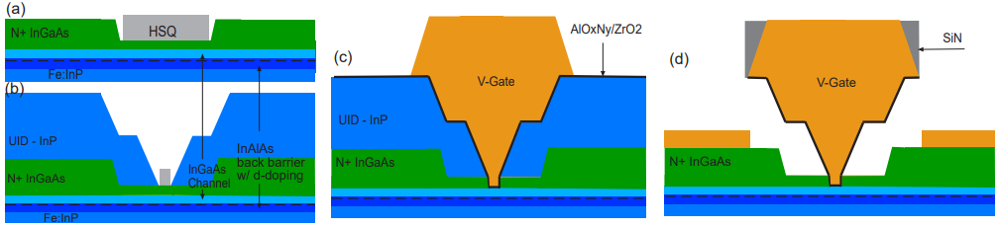 (a)
N+ InGaAs
HSQ
Fe:InP
(b)
UID - InP
N+ InGaAs
InGaAs
Channel
InAlAs
back barrier
w/ d-doping
Fe:InP
(c)
AlOxNy/ZrO2
V-Gate
UID - InP
N+ InGaAs
(d)
SiN
V-Gate
N+ InGaAs